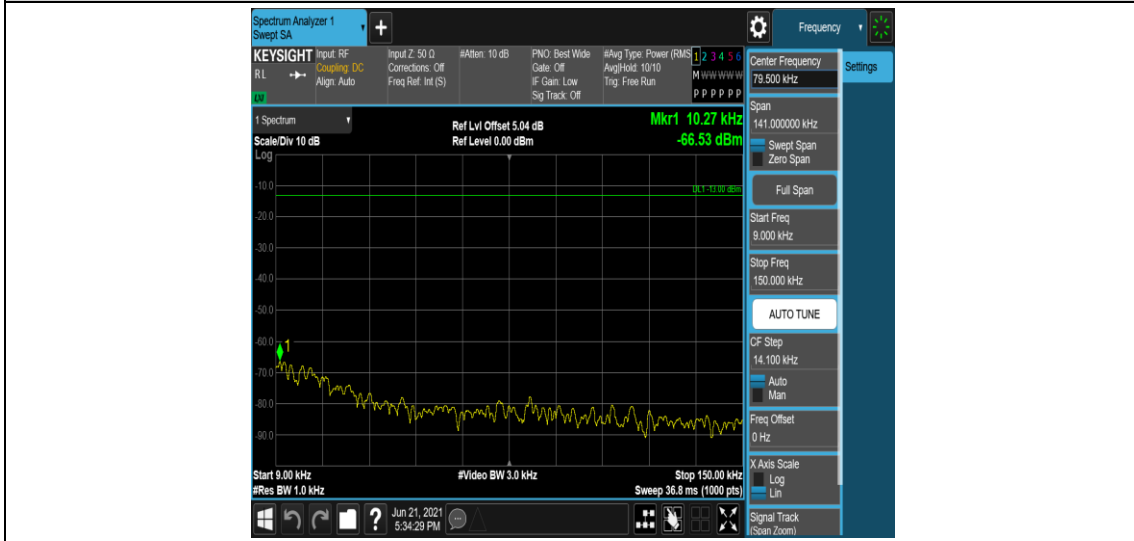 Spectrum Analyzer 1
Swept SA
+
Frequency
KEYSIGHT
RL
Input: RF
Coupling: DC
Align: Auto
Input Z: 50 Ω
Corrections: Off
Freq Ref: Int (S)
#Atten: 10 dB
PNO: Best Wide
Gate: Off
IF Gain: Low
Sig Track: Off
#Avg Type: Power (RMS
Avg|Hold: 10/10
Trig: Free Run
1 2 3 4 5 6
M W W W W W
P P P P P P
1 Spectrum
Scale/Div 10 dB
Log
Ref Lvl Offset 5.04 dB
Ref Level 0.00 dBm
Mkr1 10.27 kHz
-66.53 dBm
DL1 -13.00 dBm
-10.0
-20.0
-30.0
-40.0
-50.0
-60.0
-70.0
-80.0
-90.0
1
Start 9.00 kHz
#Res BW 1.0 kHz
#Video BW 3.0 kHz
Stop 150.00 kHz
Sweep 36.8 ms (1000 pts)
?
Jun 21, 2021
5:34:29 PM
Center Frequency
79.500 kHz
Settings
Span
141.000000 kHz
Swept Span
Zero Span
Full Span
Start Freq
9.000 kHz
Stop Freq
150.000 kHz
AUTO TUNE
CF Step
14.100 kHz
Auto
Man
Freq Offset
0 Hz
X Axis Scale
Log
Lin
Signal Track
(Span Zoom)